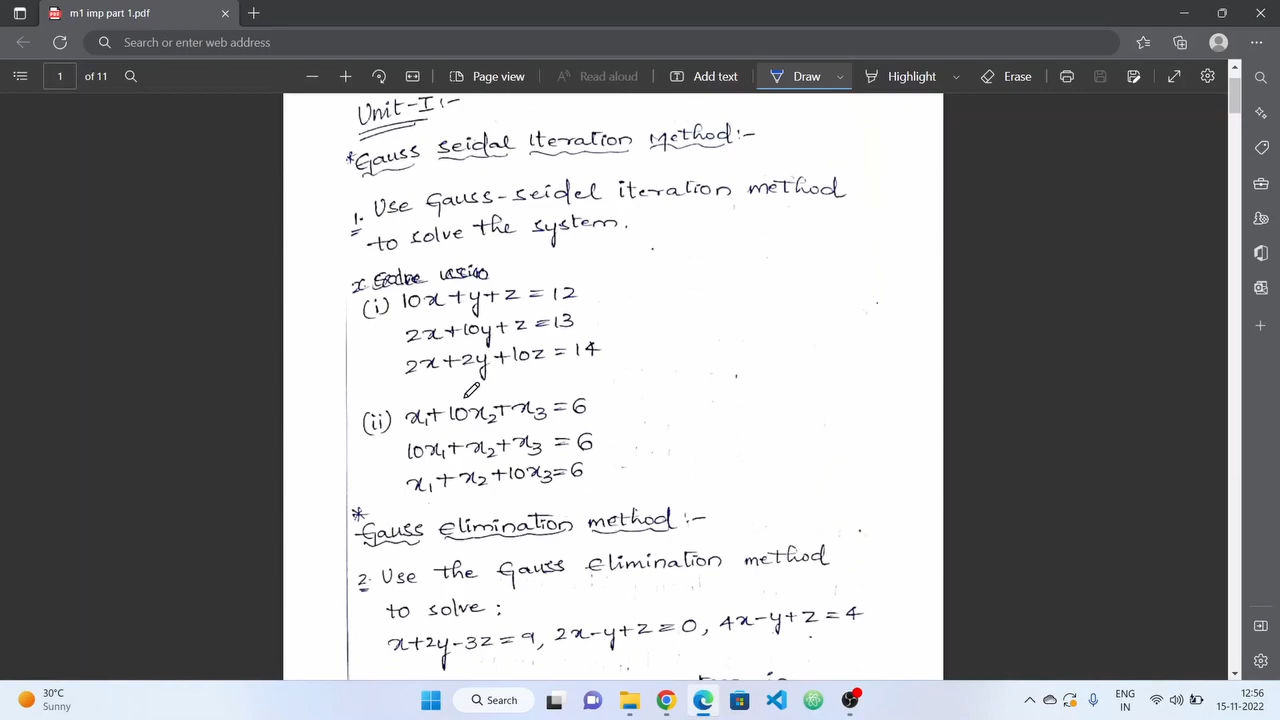 m1 imp part 1.pdf
Search or enter web address
1 of 11
Page view
Read aloud
Add text
Draw
Highlight
Erase
Unit-I:-
*Gauss seidal Iteration Method:-
1. Use Gauss-seidel iteration method
to solve the system.
(i) 10x+y+z=12
2x+10y+z=13
2x+2y+10z=14
(ii) x₁+10x₂+x₃=6
10x₁+x₂+x₃=6
x₁+x₂+10x₃=6
*
Gauss Elimination method:-
2. Use the Gauss Elimination method
to solve:
x+2y-3z=9, 2x-y+z=0, 4x-y+z=4
30°C
Sunny
Search
ENG
IN
12:56
15-11-2022